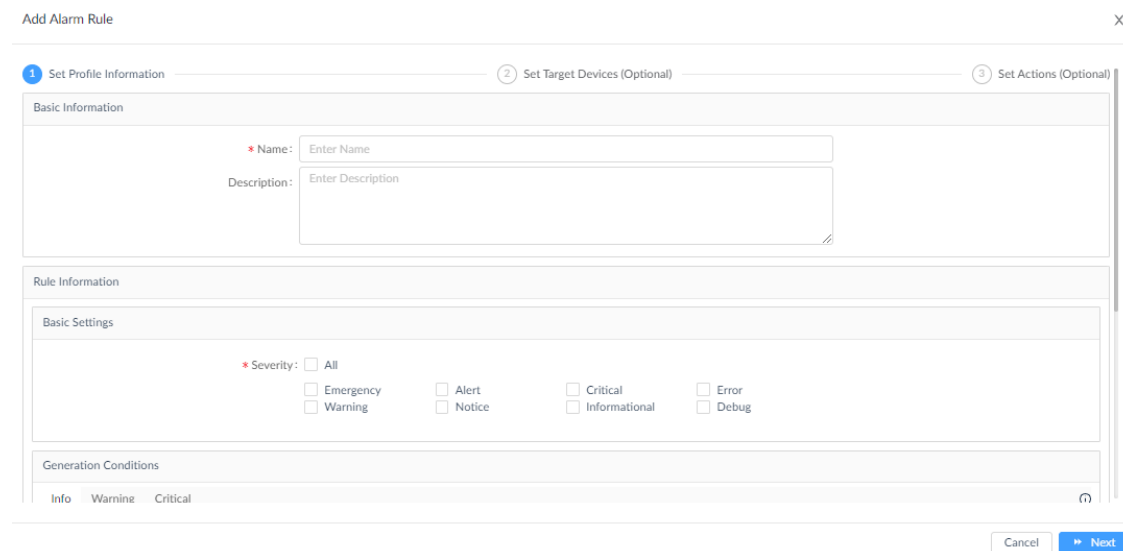 Add Alarm Rule X
1 Set Profile Information 2 Set Target Devices (Optional) 3 Set Actions (Optional)
Basic Information
* Name: Enter Name
Description: Enter Description
Rule Information
Basic Settings
* Severity: All
Emergency Alert Critical Error
Warning Notice Informational Debug
Generation Conditions
Info Warning Critical
Cancel Next